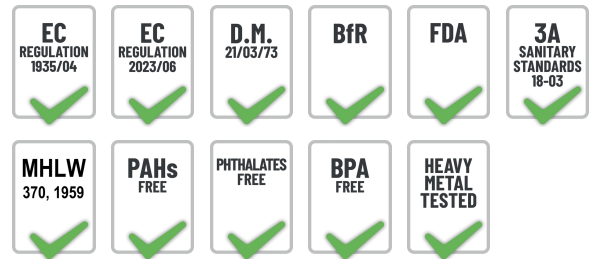 EC
REGULATION
1935/04
EC
REGULATION
2023/06
D.M.
21/03/73
BfR
FDA
3A
SANITARY
STANDARDS
18-03
MHLW
370, 1959
PAHs
FREE
PHTHALATES
FREE
BPA
FREE
HEAVY
METAL
TESTED